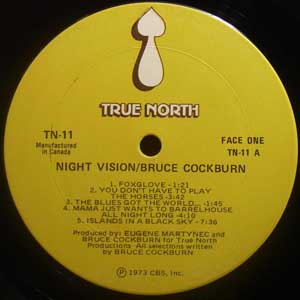 TRUE NORTH
TN-11
Manufactured
in Canada
FACE ONE
TN-11 A
NIGHT VISION/BRUCE COCKBURN
1. FOXGLOVE - 1:21
2. YOU DON'T HAVE TO PLAY
THE HORSES - 3:42
3. THE BLUES GOT THE WORLD... - :45
4. MAMA JUST WANTS TO BARRELHOUSE
ALL NIGHT LONG - 4:10
5. ISLANDS IN A BLACK SKY - 7:36
Produced by: EUGENE MARTYNEC and
BRUCE COCKBURN for True North
Productions All selections written
by BRUCE COCKBURN
℗ 1973 CBS, Inc.